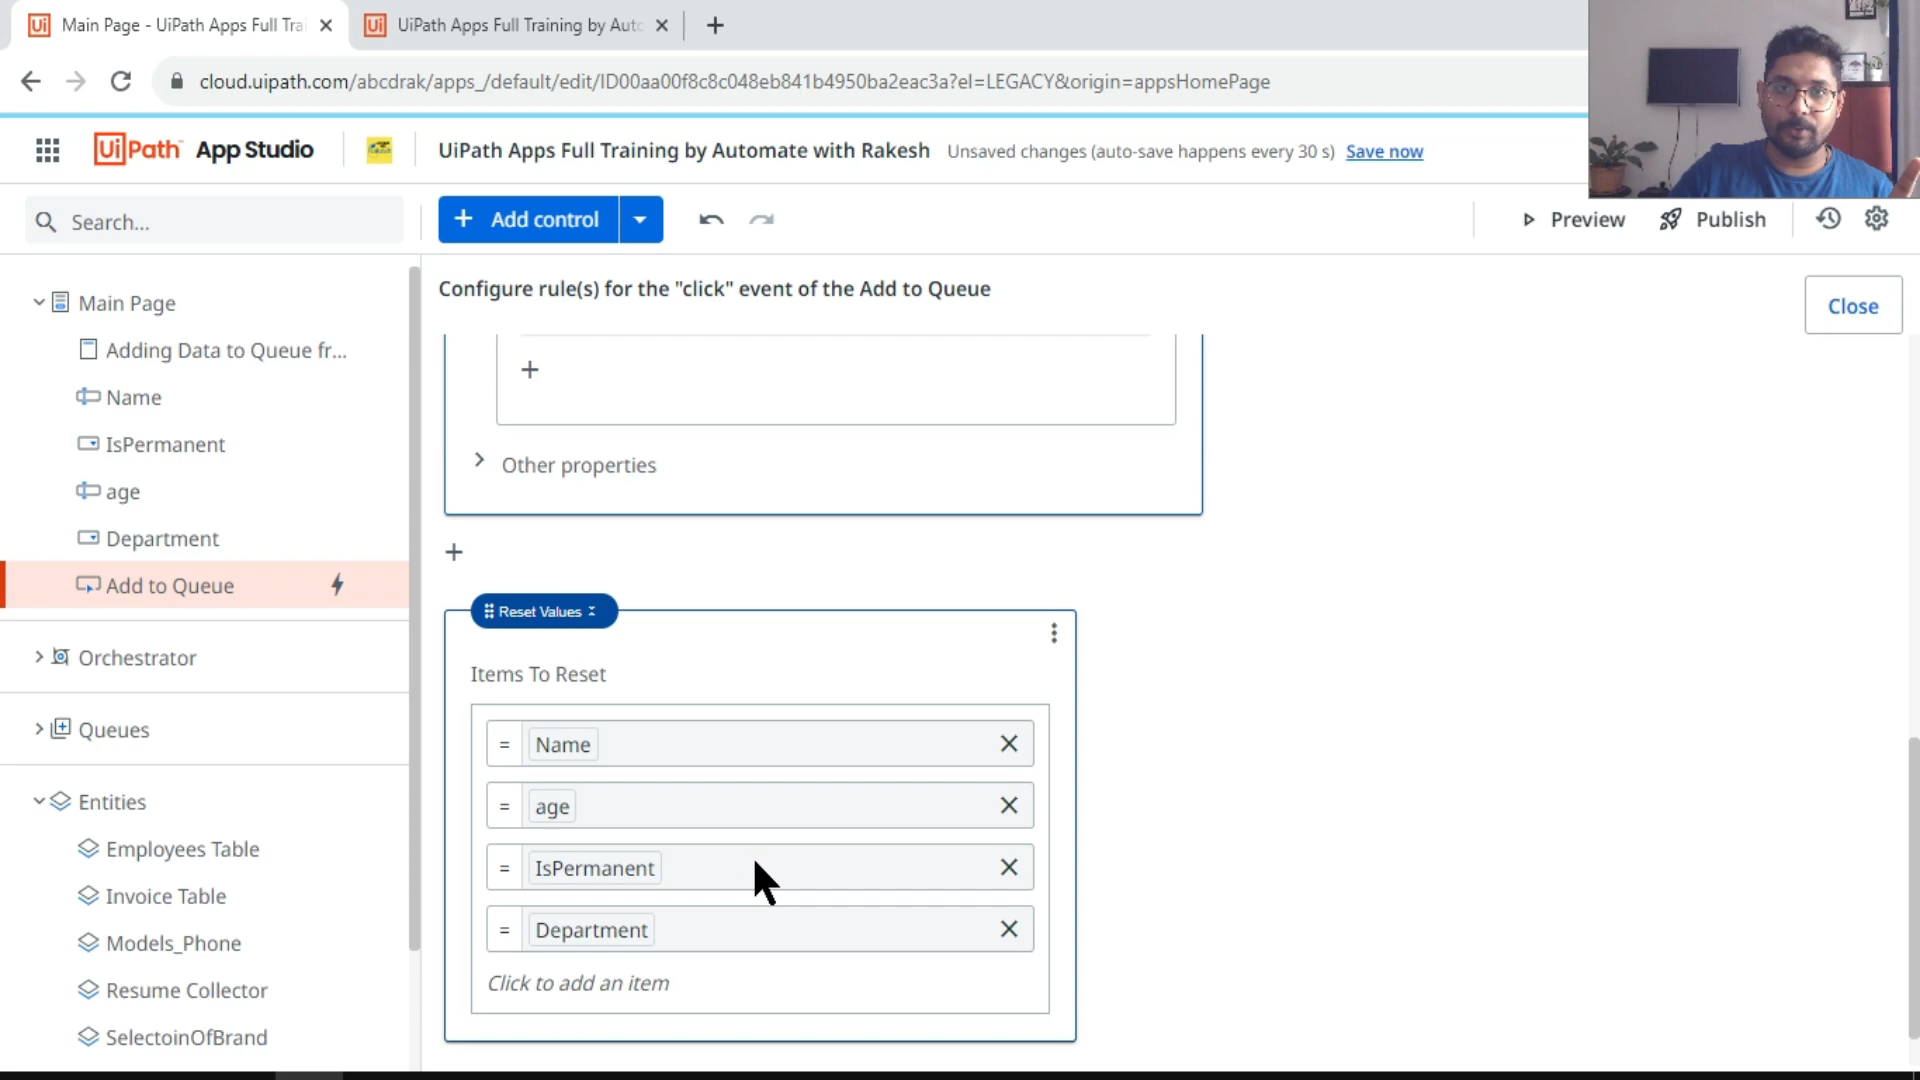 Main Page - UiPath Apps Full Trai
UiPath Apps Full Training by Auto
cloud.uipath.com/abcdrak/apps_/default/edit/ID00aa00f8c8c048eb841b4950ba2eac3a?el=LEGACY&origin=appsHomePage
UiPath App Studio
UiPath Apps Full Training by Automate with Rakesh
Unsaved changes (auto-save happens every 30 s) Save now
Search...
+ Add control
Preview
Publish
Configure rule(s) for the "click" event of the Add to Queue
Close
Main Page
Adding Data to Queue fr...
Name
IsPermanent
age
Department
Add to Queue
Orchestrator
Queues
Entities
Employees Table
Invoice Table
Models_Phone
Resume Collector
SelectoinOfBrand
+
Other properties
+
Reset Values
Items To Reset
= Name
= age
= IsPermanent
= Department
Click to add an item